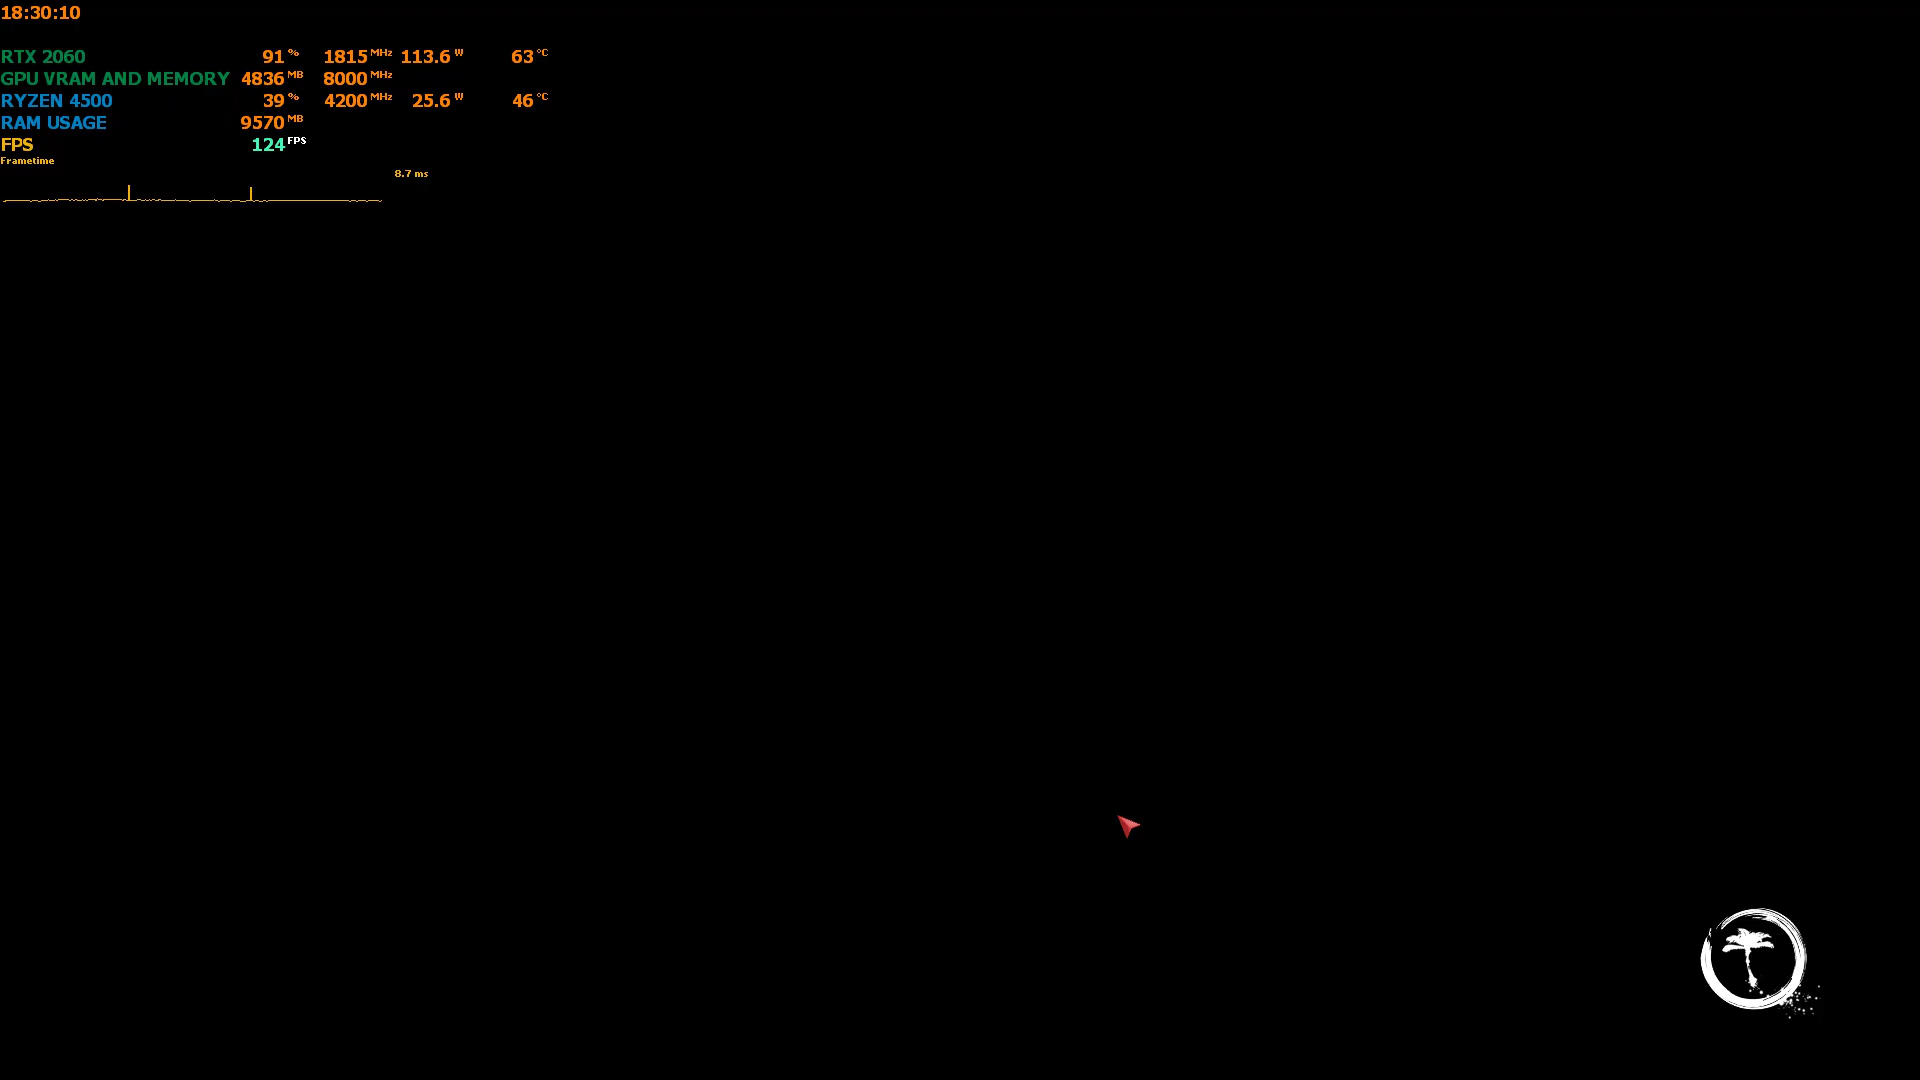 18:30:10
RTX 2060 91 % 1815 MHz 113.6 W 63 °C
GPU VRAM AND MEMORY 4836 MB 8000 MHz
RYZEN 4500 39 % 4200 MHz 25.6 W 46 °C
RAM USAGE 9570 MB
FPS 124 FPS
Frametime
8.7 ms